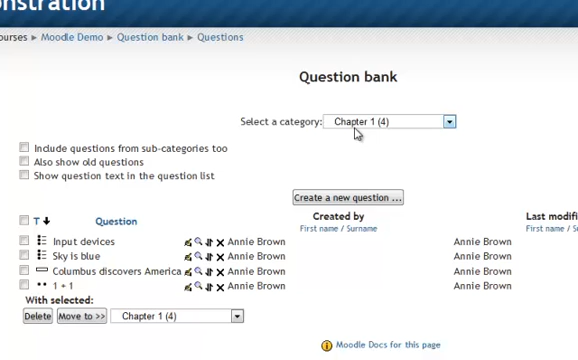 ourses ► Moodle Demo ► Question bank ► Questions
Question bank
Select a category: Chapter 1 (4)
Include questions from sub-categories too
Also show old questions
Show question text in the question list
Create a new question ...
T Question Created by Last modifi
First name / Surname First name / Su
Input devices Annie Brown Annie Brown
Sky is blue Annie Brown Annie Brown
Columbus discovers America Annie Brown Annie Brown
1 + 1 Annie Brown Annie Brown
With selected:
Delete Move to >> Chapter 1 (4)
Moodle Docs for this page